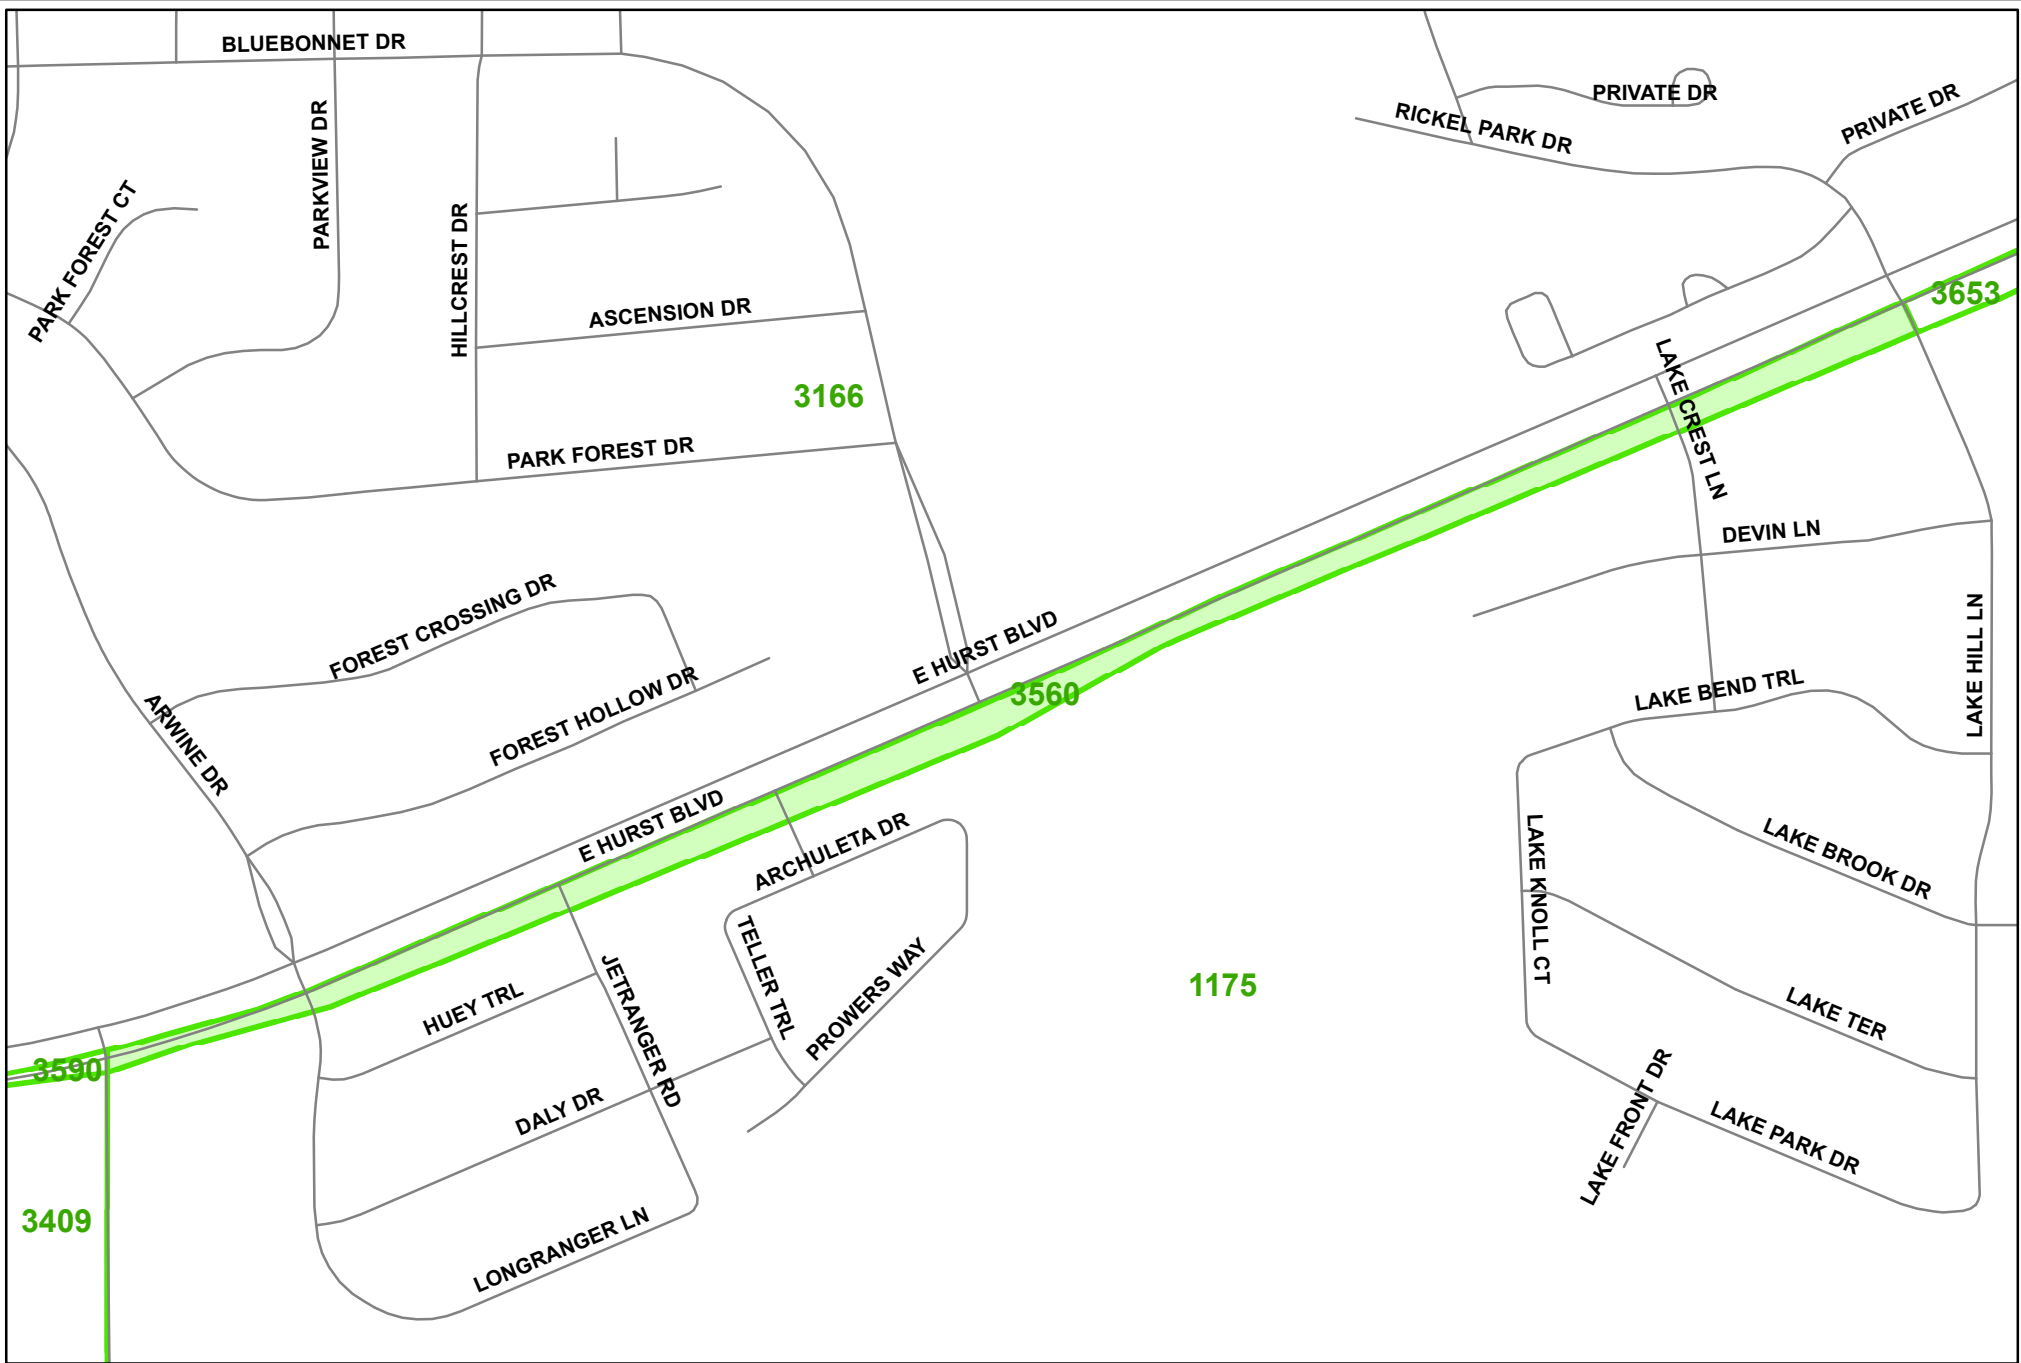 BLUEBONNET DR
PRIVATE DR
PRIVATE DR
RICKEL PARK DR
PARKVIEW DR
PARK FOREST CT
HILLCREST DR
ASCENSION DR
3653
3166
LAKE CREST LN
PARK FOREST DR
DEVIN LN
FOREST CROSSING DR
E HURST BLVD
LAKE HILL LN
FOREST HOLLOW DR
3560
LAKE BEND TRL
ARWINE DR
E HURST BLVD
ARCHULETA DR
LAKE BROOK DR
LAKE KNOLL CT
TELLER TRL
PROWERS WAY
1175
HUEY TRL
JETRANGER RD
LAKE TER
3590
DALY DR
LAKE FRONT DR
LAKE PARK DR
3409
LONGRANGER LN